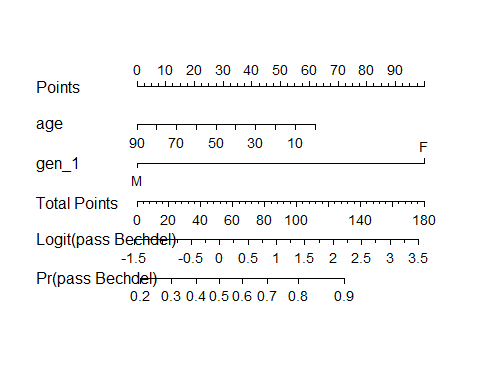 0 10 20 30 40 50 60 70 80 90
Points
age
90 70 50 30 10
F
gen_1
M
Total Points
0 20 40 60 80 100 140 180
Logit(pass Bechdel)
-1.5 -0.5 0 0.5 1 1.5 2 2.5 3 3.5
Pr(pass Bechdel)
0.2 0.3 0.4 0.5 0.6 0.7 0.8 0.9